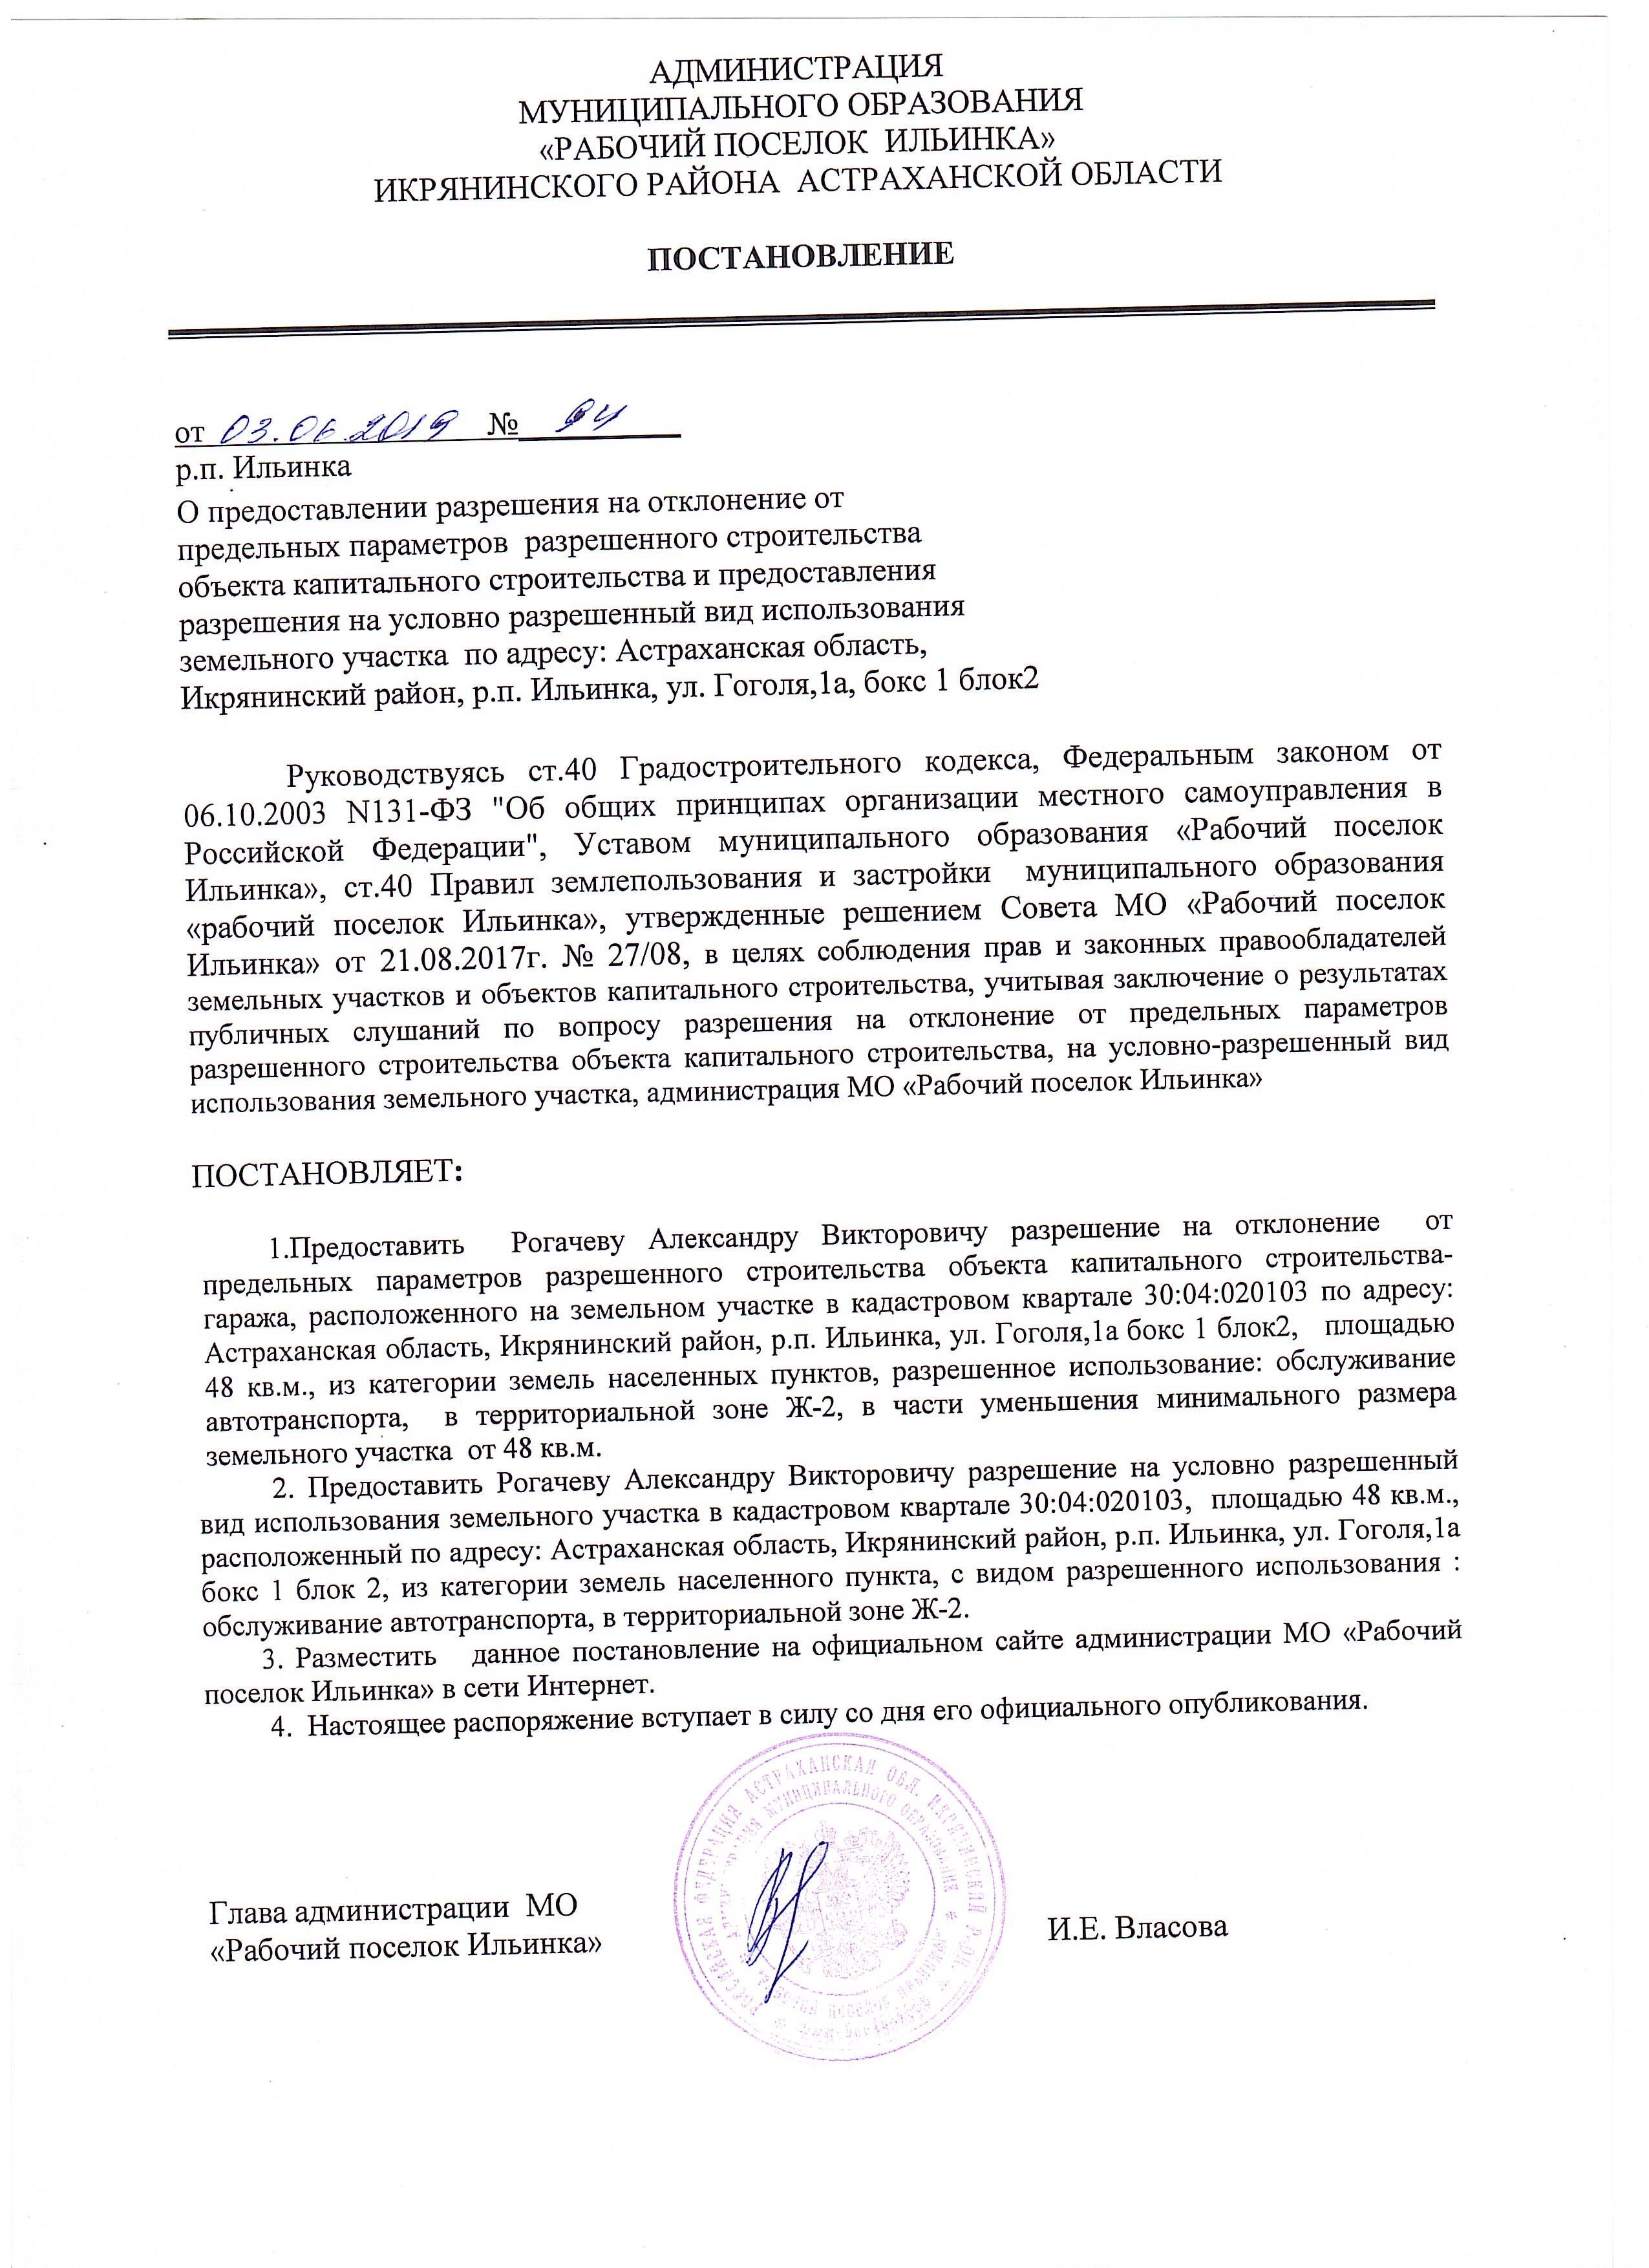 АДМИНИСТРАЦИЯ
МУНИЦИПАЛЬНОГО ОБРАЗОВАНИЯ
«РАБОЧИЙ ПОСЕЛОК ИЛЬИНКА»
ИКРЯНИНСКОГО РАЙОНА АСТРАХАНСКОЙ ОБЛАСТИ
ПОСТАНОВЛЕНИЕ
от 03.06.2019 № 94
р.п. Ильинка
О предоставлении разрешения на отклонение от
предельных параметров разрешенного строительства
объекта капитального строительства и предоставления
разрешения на условно разрешенный вид использования
земельного участка по адресу: Астраханская область,
Икрянинский район, р.п. Ильинка, ул. Гоголя,1а, бокс 1 блок2
Руководствуясь ст.40 Градостроительного кодекса, Федеральным законом от
06.10.2003 N131-ФЗ "Об общих принципах организации местного самоуправления в
Российской Федерации", Уставом муниципального образования «Рабочий поселок
Ильинка», ст.40 Правил землепользования и застройки муниципального образования
«рабочий поселок Ильинка», утвержденные решением Совета МО «Рабочий поселок
Ильинка» от 21.08.2017г. № 27/08, в целях соблюдения прав и законных правообладателей
земельных участков и объектов капитального строительства, учитывая заключение о результатах
публичных слушаний по вопросу разрешения на отклонение от предельных параметров
разрешенного строительства объекта капитального строительства, на условно-разрешенный вид
использования земельного участка, администрация МО «Рабочий поселок Ильинка»
ПОСТАНОВЛЯЕТ:
1.Предоставить Рогачеву Александру Викторовичу разрешение на отклонение от
предельных параметров разрешенного строительства объекта капитального строительства-
гаража, расположенного на земельном участке в кадастровом квартале 30:04:020103 по адресу:
Астраханская область, Икрянинский район, р.п. Ильинка, ул. Гоголя,1а бокс 1 блок2, площадью
48 кв.м., из категории земель населенных пунктов, разрешенное использование: обслуживание
автотранспорта, в территориальной зоне Ж-2, в части уменьшения минимального размера
земельного участка от 48 кв.м.
2. Предоставить Рогачеву Александру Викторовичу разрешение на условно разрешенный
вид использования земельного участка в кадастровом квартале 30:04:020103, площадью 48 кв.м.,
расположенный по адресу: Астраханская область, Икрянинский район, р.п. Ильинка, ул. Гоголя,1а
бокс 1 блок 2, из категории земель населенного пункта, с видом разрешенного использования :
обслуживание автотранспорта, в территориальной зоне Ж-2.
3. Разместить данное постановление на официальном сайте администрации МО «Рабочий
поселок Ильинка» в сети Интернет.
4. Настоящее распоряжение вступает в силу со дня его официального опубликования.
РОССИЙСКАЯ ФЕДЕРАЦИЯ АСТРАХАНСКАЯ ОБЛ. ИКРЯНИНСКИЙ Р-ОН
МУНИЦИПАЛЬНОГО ОБРАЗОВАНИЯ
Глава администрации МО
«Рабочий поселок Ильинка»
И.Е. Власова